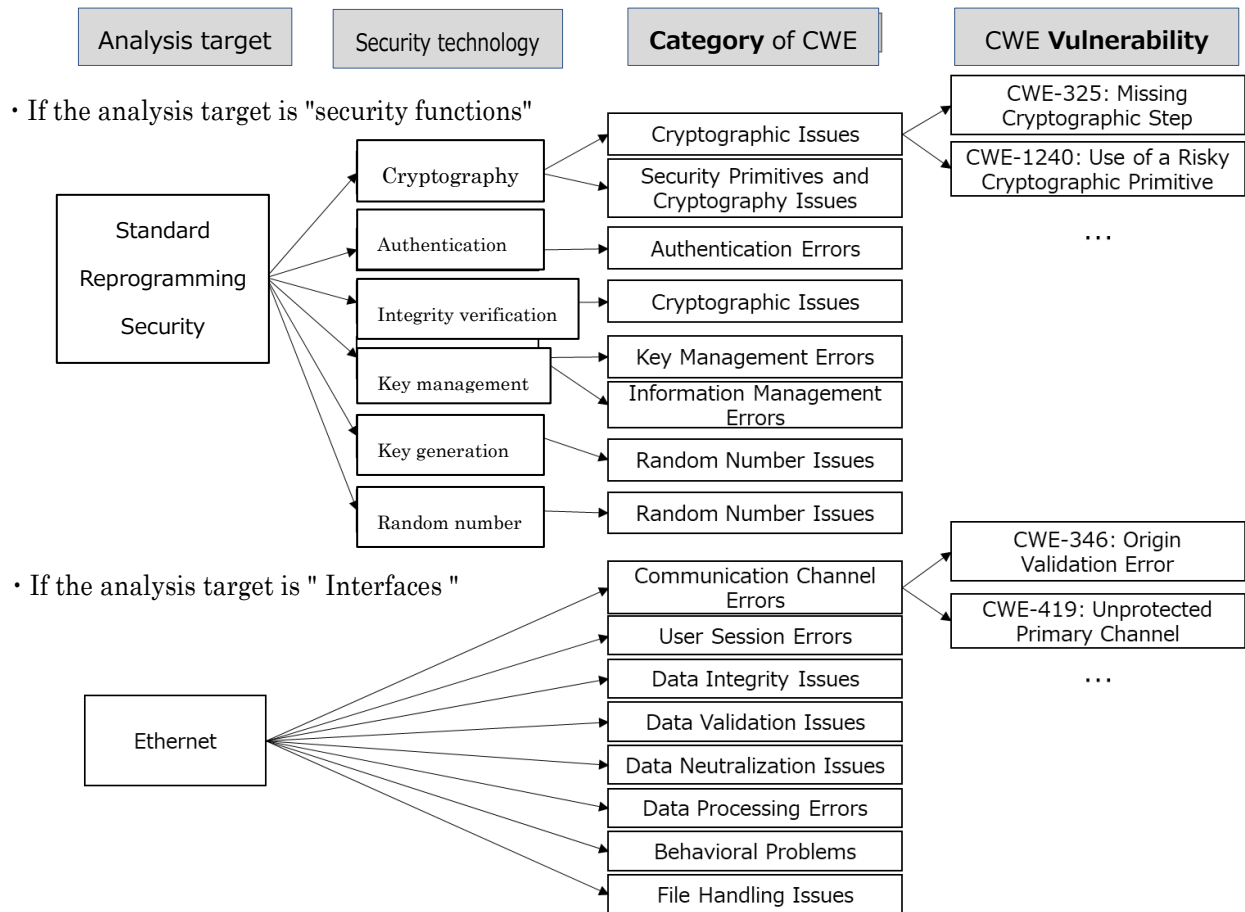 Analysis target
Security technology
Category of CWE
CWE Vulnerability
・If the analysis target is "security functions"
Standard
Reprogramming
Security
Cryptography
Authentication
Integrity verification
Key management
Key generation
Random number
Cryptographic Issues
Security Primitives and
Cryptography Issues
Authentication Errors
Cryptographic Issues
Key Management Errors
Information Management
Errors
Random Number Issues
Random Number Issues
CWE-325: Missing
Cryptographic Step
CWE-1240: Use of a Risky
Cryptographic Primitive
…
・If the analysis target is " Interfaces "
Ethernet
Communication Channel
Errors
User Session Errors
Data Integrity Issues
Data Validation Issues
Data Neutralization Issues
Data Processing Errors
Behavioral Problems
File Handling Issues
CWE-346: Origin
Validation Error
CWE-419: Unprotected
Primary Channel
…